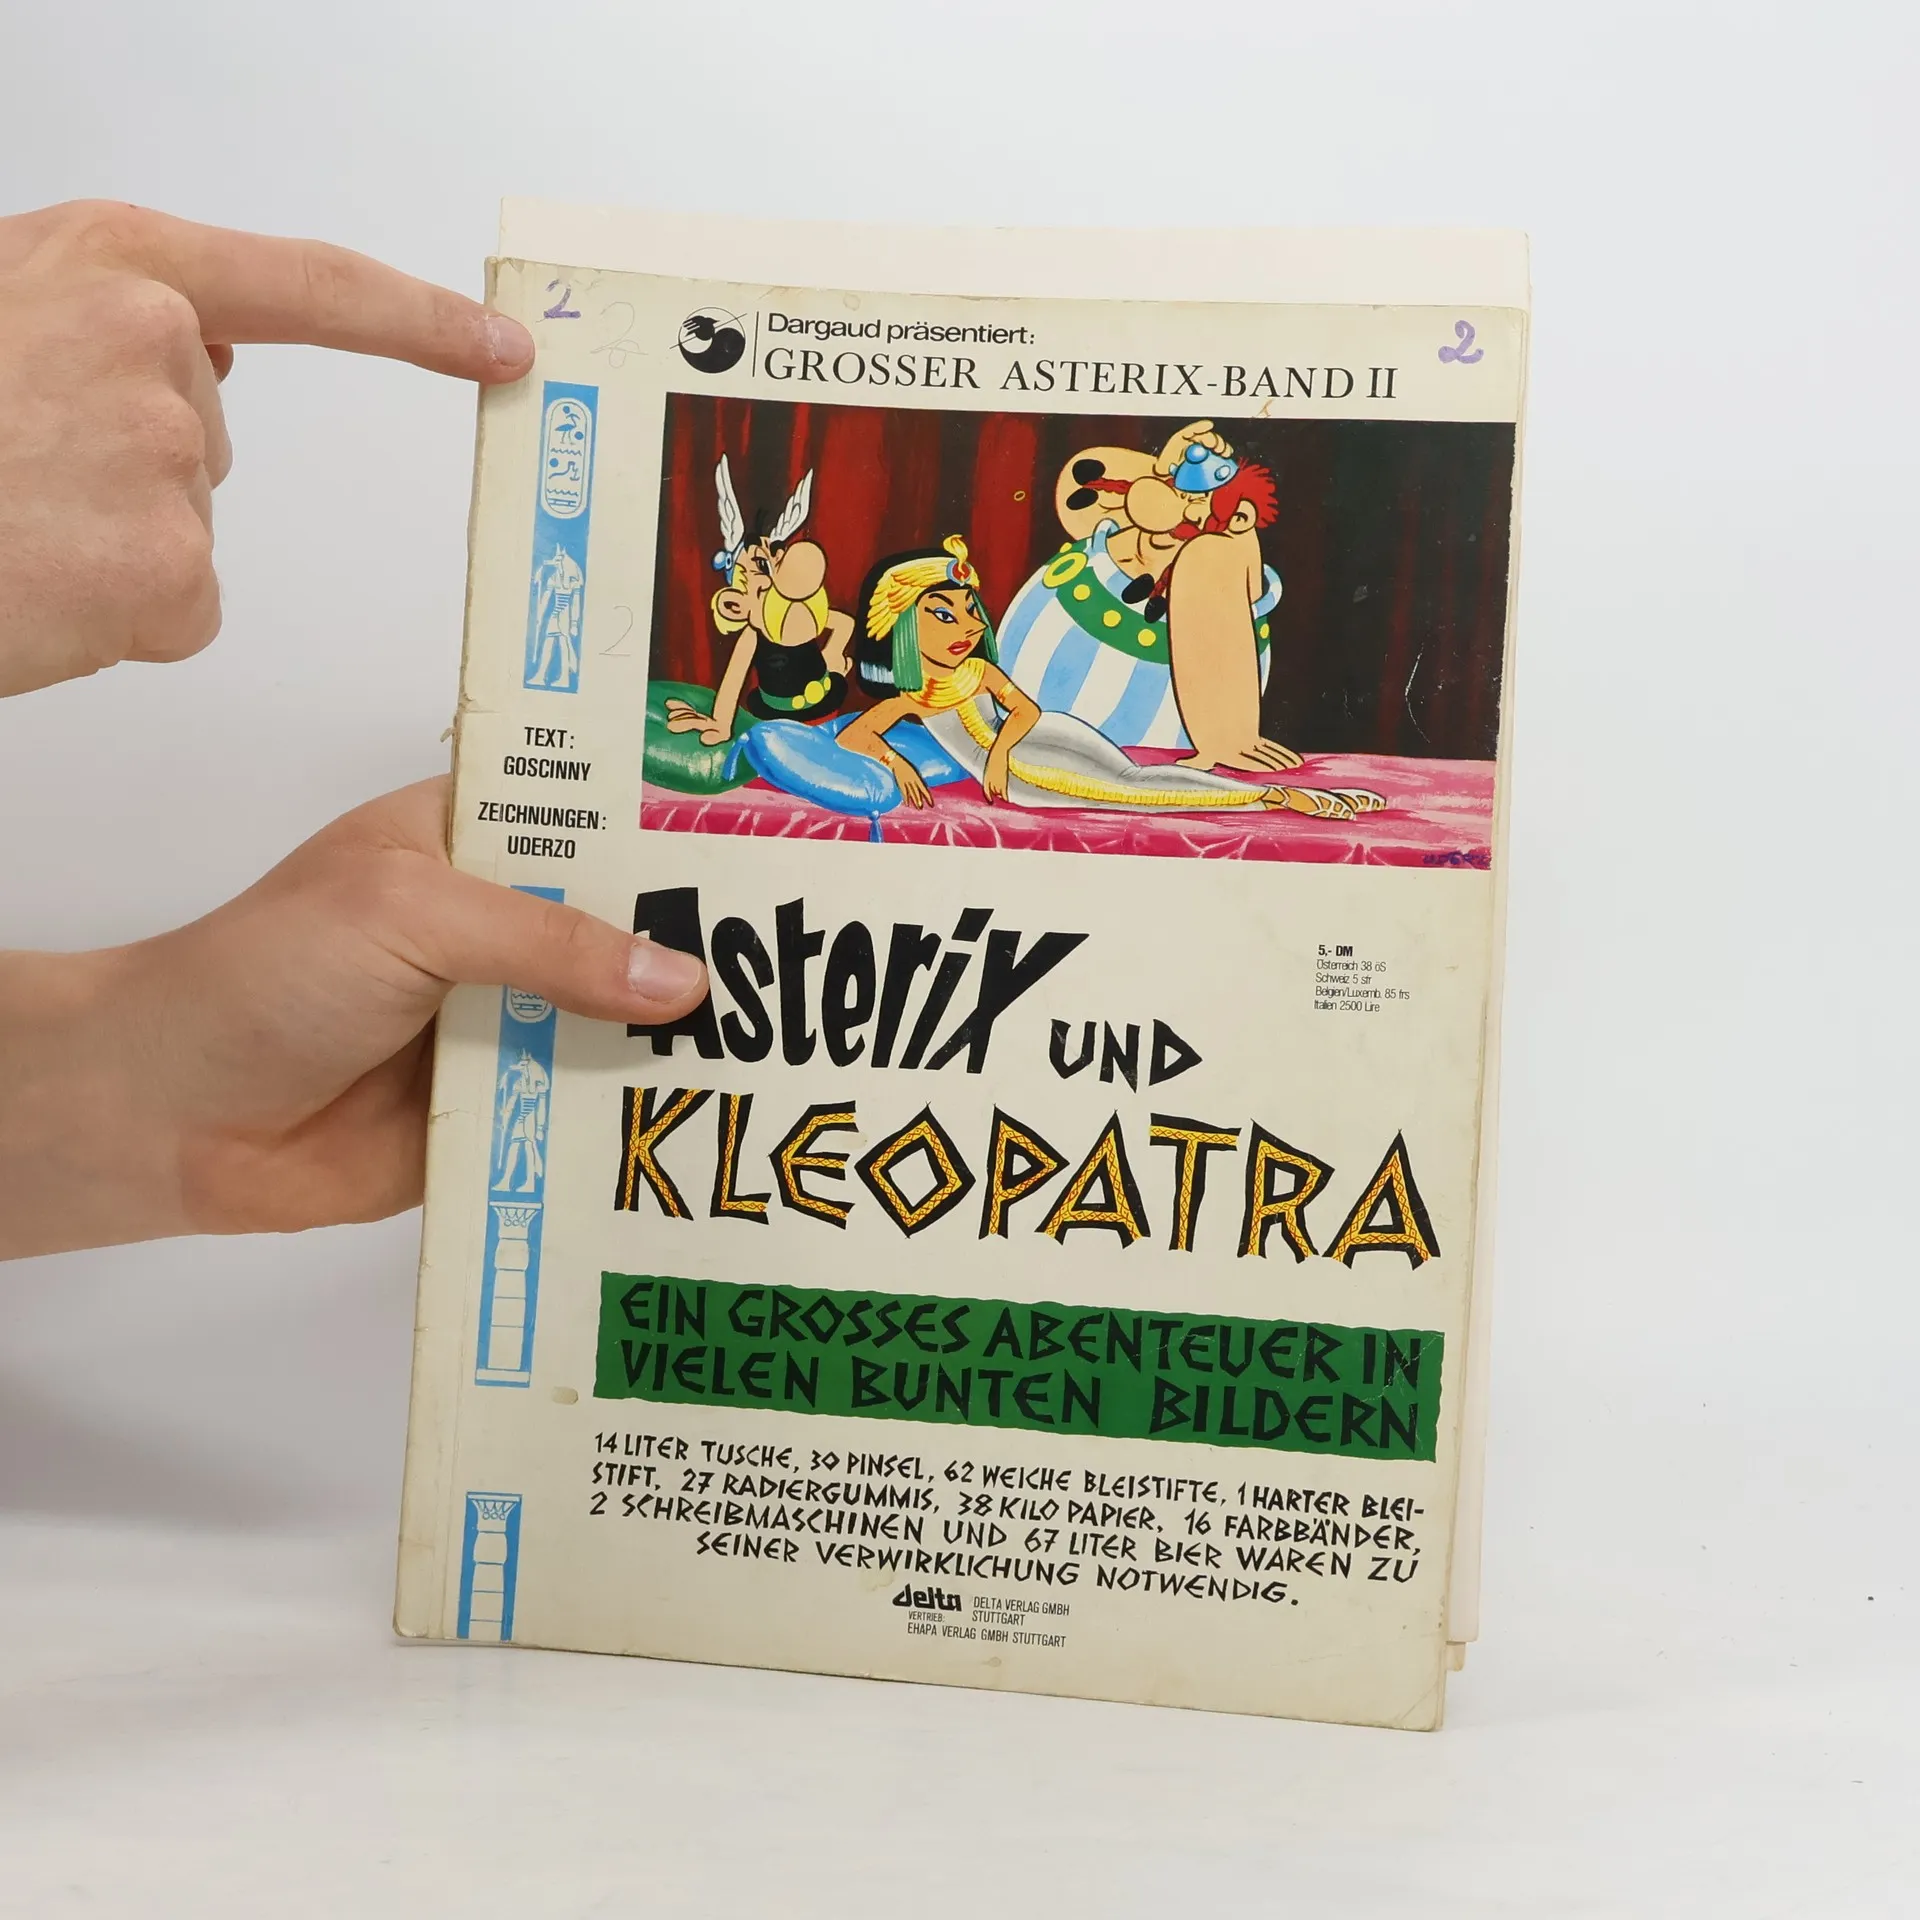 2
2
2
Dargaud präsentiert:
GROSSER ASTERIX-BAND II
2
TEXT:
GOSCINNY
ZEICHNUNGEN:
UDERZO
UDERZO
Asterix UND
KLEOPATRA
5,- DM
Österreich 38 öS
Schweiz 5 sfr
Belgien/Luxemb. 85 frs
Italien 2500 Lire
EIN GROSSES ABENTEUER IN
VIELEN BUNTEN BILDERN
14 LITER TUSCHE, 30 PINSEL, 62 WEICHE BLEISTIFTE, 1 HARTER BLEI-
STIFT, 27 RADIERGUMMIS, 38 KILO PAPIER, 16 FARBBÄNDER,
2 SCHREIBMASCHINEN UND 67 LITER BIER WAREN ZU
SEINER VERWIRKLICHUNG NOTWENDIG.
delta DELTA VERLAG GMBH
STUTTGART
VERTRIEB:
EHAPA VERLAG GMBH STUTTGART